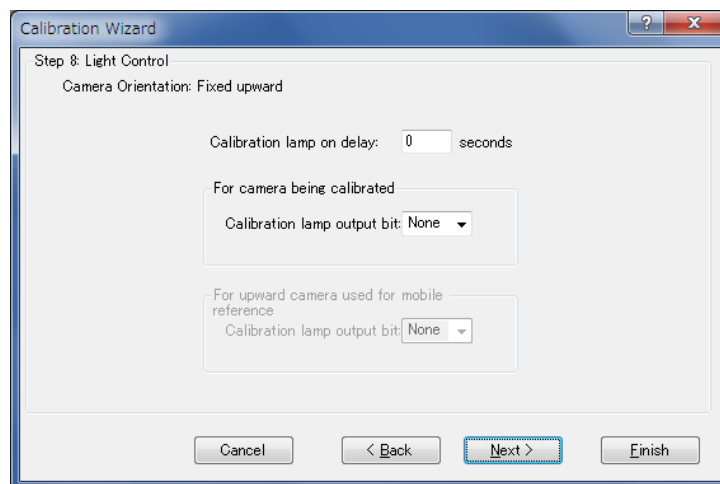 Calibration Wizard
?
X
Step 8: Light Control
Camera Orientation: Fixed upward
Calibration lamp on delay: 0 seconds
For camera being calibrated
Calibration lamp output bit: None
For upward camera used for mobile
reference
Calibration lamp output bit: None
Cancel
< Back
Next >
Finish